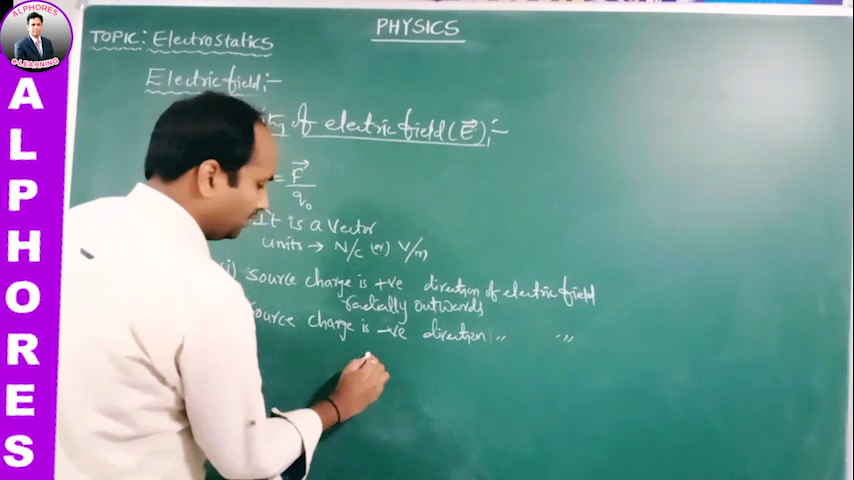 ALPHORES
e-LEARNING
ALPHORES
PHYSICS
TOPIC: Electrostatics
Electric field:-
of electric field (E⃗):-
= F⃗/q₀
It is a vector
units → N/C (or) V/m
(i) source charge is +ve direction of electric field
radially outwards
source charge is -ve direction ,, ,,